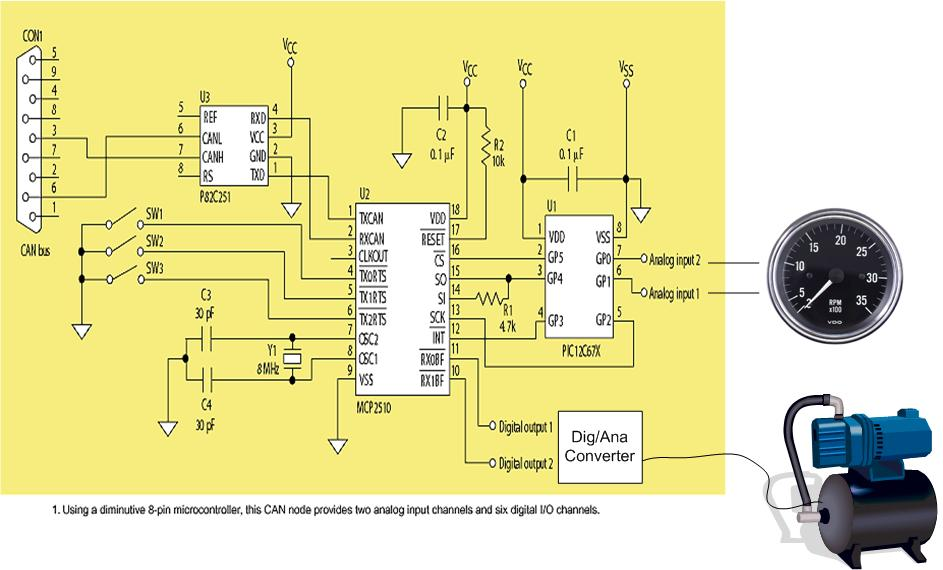 CON1
5
9
4
8
3
7
2
6
1
CAN bus
U3
5 REF RXD 4
6 CANL VCC 3
7 CANH GND 2
8 RS TXD 1
P82C251
VCC
SW1
SW2
SW3
C3
30 pF
C4
30 pF
Y1
8 MHz
U2
1 TXCAN VDD 18
2 RXCAN RESET 17
3 CLKOUT CS 16
4 TX0RTS SO 15
5 TX1RTS SI 14
6 TX2RTS SCK 13
7 OSC2 INT 12
8 OSC1 RX0BF 11
9 VSS RX1BF 10
MCP2510
VCC
C2
0.1 µF
R2
10k
R1
4.7k
VCC
VSS
C1
0.1 µF
U1
1 VDD VSS 8
2 GP5 GP0 7
3 GP4 GP1 6
4 GP3 GP2 5
PIC12C67X
Analog input 2
Analog input 1
Digital output 1
Digital output 2
Dig/Ana
Converter
2 5 10 15 20 25 30 35
RPM
x100
VDO
1. Using a diminutive 8-pin microcontroller, this CAN node provides two analog input channels and six digital I/O channels.